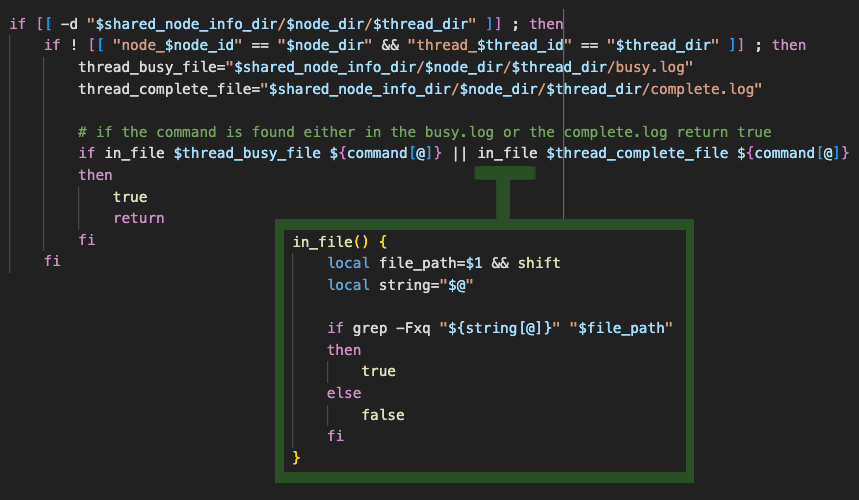 if [[ -d "$shared_node_info_dir/$node_dir/$thread_dir" ]] ; then
    if ! [[ "node_$node_id" == "$node_dir" && "thread_$thread_id" == "$thread_dir" ]] ; then
        thread_busy_file="$shared_node_info_dir/$node_dir/$thread_dir/busy.log"
        thread_complete_file="$shared_node_info_dir/$node_dir/$thread_dir/complete.log"

        # if the command is found either in the busy.log or the complete.log return true
        if in_file $thread_busy_file ${command[@]} || in_file $thread_complete_file ${command[@]}
        then
            true
            return
        fi
    fi
in_file() {
    local file_path=$1 && shift
    local string="$@"

    if grep -Fxq "${string[@]}" "$file_path"
    then
        true
    else
        false
    fi
}